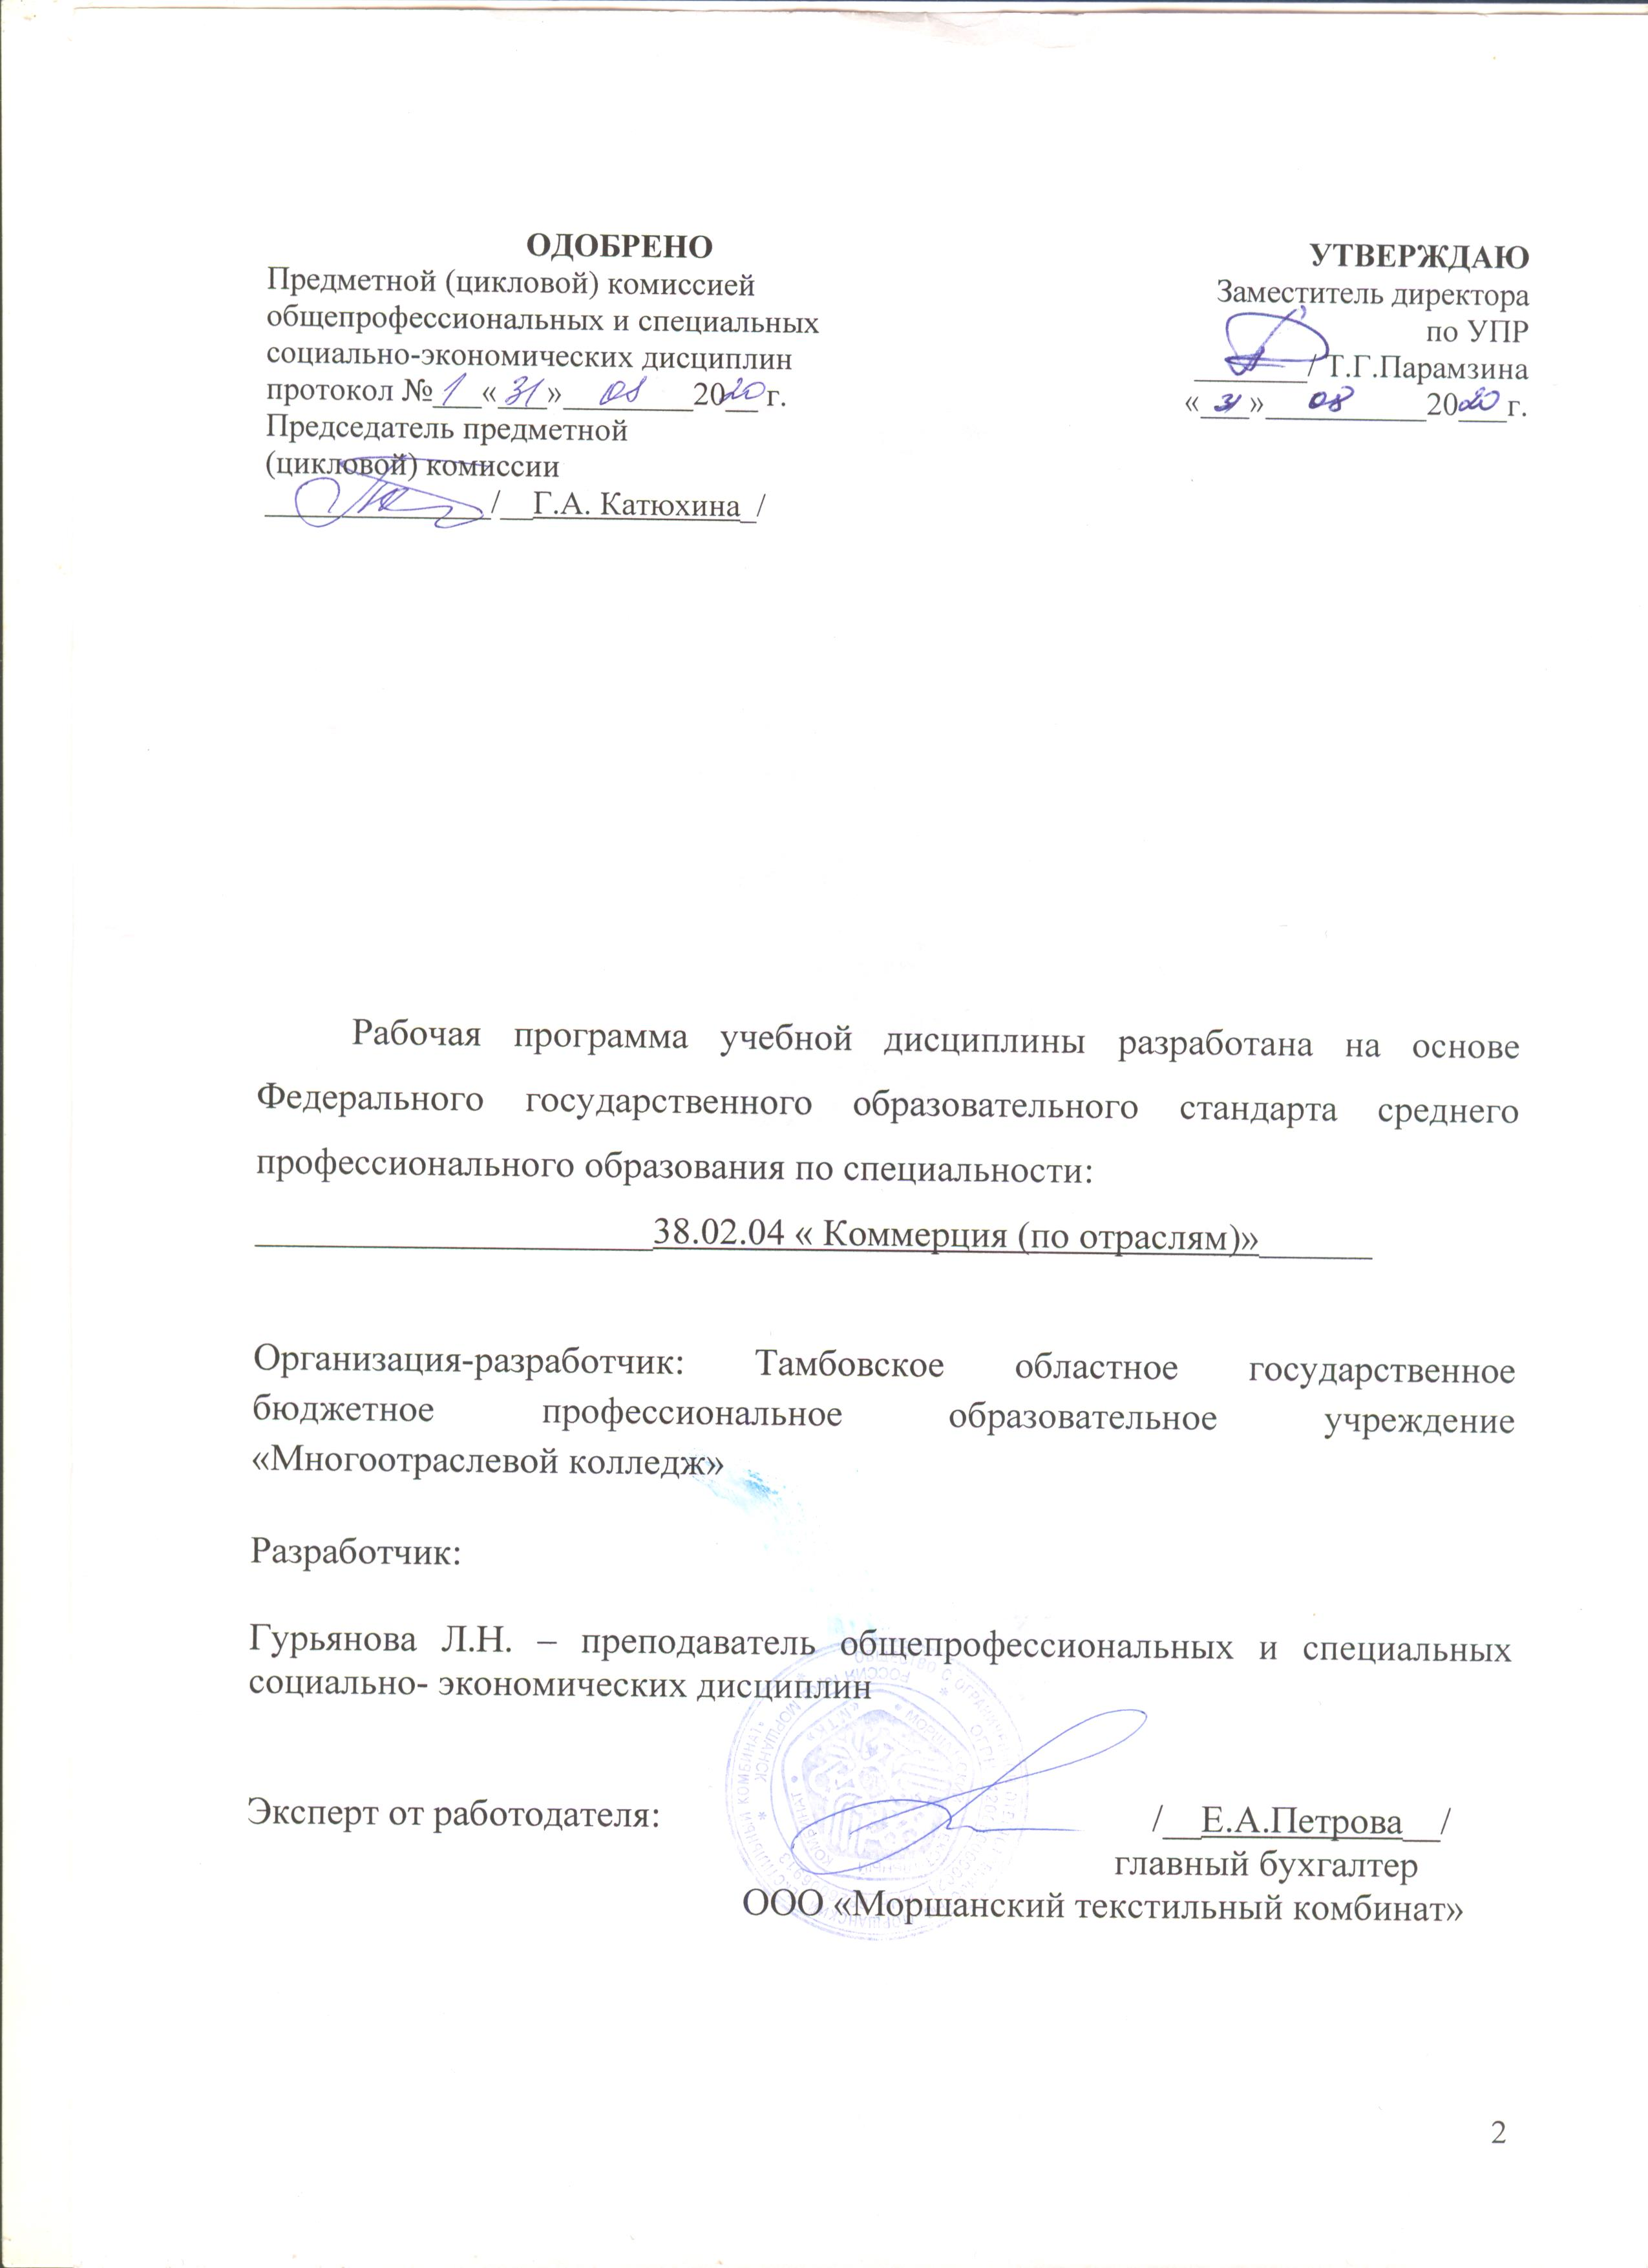 ОДОБРЕНО
Предметной (цикловой) комиссией
общепрофессиональных и специальных
социально-экономических дисциплин
протокол № 1 «31» 08 2020 г.
Председатель предметной
(цикловой) комиссии
/ Г.А. Катюхина /
УТВЕРЖДАЮ
Заместитель директора
по УПР
/ Т.Г.Парамзина
«31» 08 2020 г.
Рабочая программа учебной дисциплины разработана на основе
Федерального государственного образовательного стандарта среднего
профессионального образования по специальности:
38.02.04 « Коммерция (по отраслям)»
Организация-разработчик: Тамбовское областное государственное
бюджетное профессиональное образовательное учреждение
«Многоотраслевой колледж»
Разработчик:
Гурьянова Л.Н. – преподаватель общепрофессиональных и специальных
социально- экономических дисциплин
Эксперт от работодателя: / Е.А.Петрова /
главный бухгалтер
ООО «Моршанский текстильный комбинат»
2